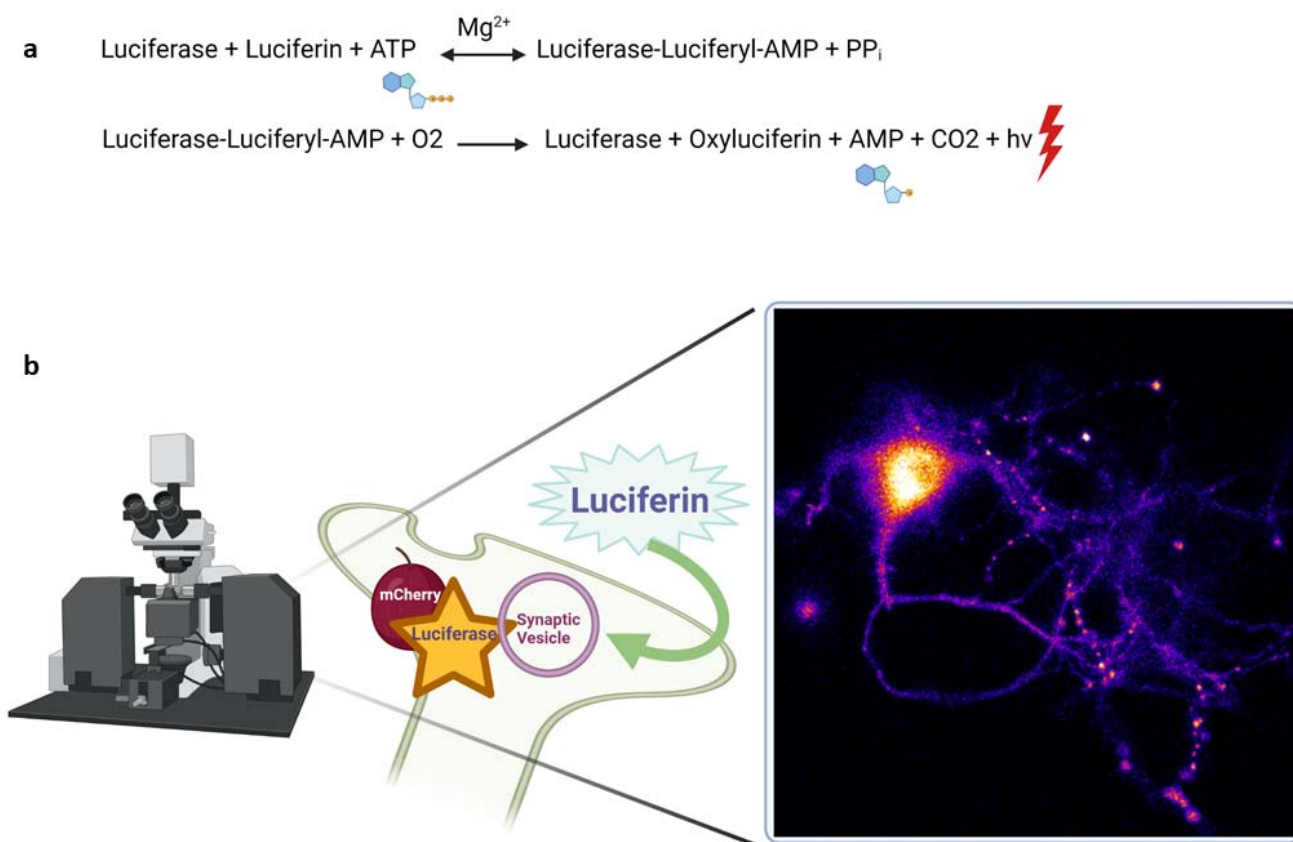 a
Luciferase + Luciferin + ATP Mg²⁺ Luciferase-Luciferyl-AMP + PPᵢ
Luciferase-Luciferyl-AMP + O2 Luciferase + Oxyluciferin + AMP + CO2 + hv
b
Luciferin
mCherry
Luciferase
Synaptic
Vesicle